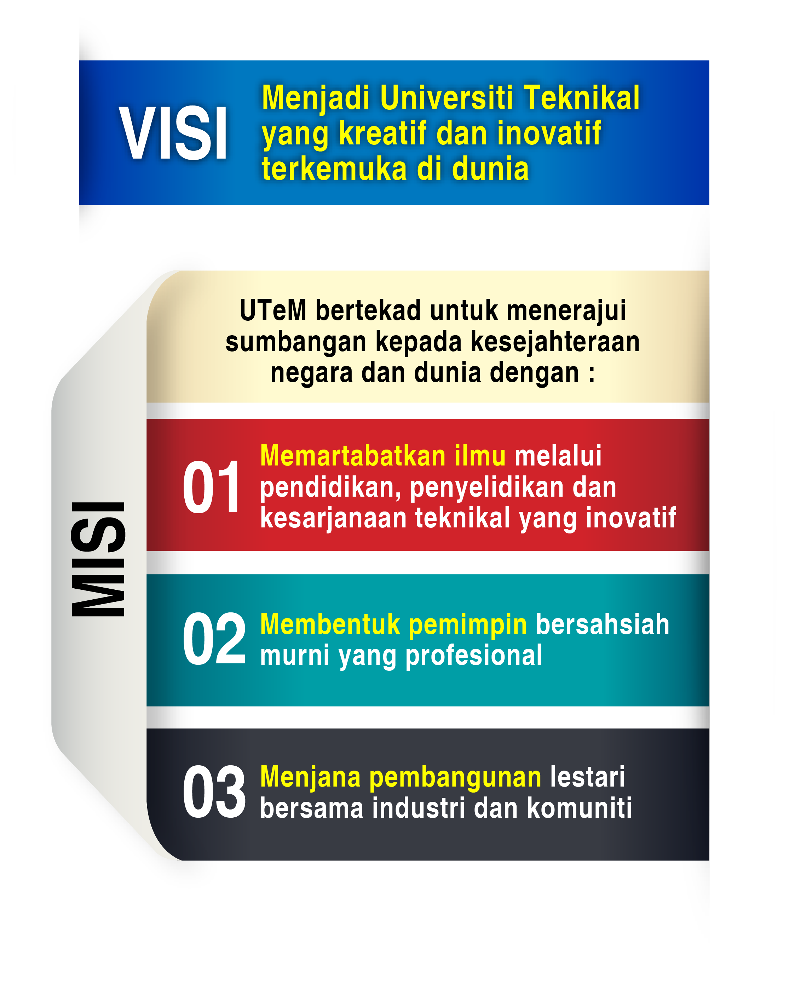 VISI
Menjadi Universiti Teknikal
yang kreatif dan inovatif
terkemuka di dunia
MISI
UTeM bertekad untuk menerajui
sumbangan kepada kesejahteraan
negara dan dunia dengan :
01
Memartabatkan ilmu melalui
pendidikan, penyelidikan dan
kesarjanaan teknikal yang inovatif
02
Membentuk pemimpin bersahsiah
murni yang profesional
03
Menjana pembangunan lestari
bersama industri dan komuniti